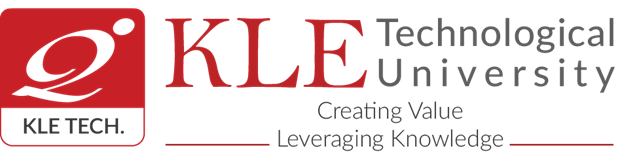 KLE TECH.
KLE Technological
University
Creating Value
Leveraging Knowledge